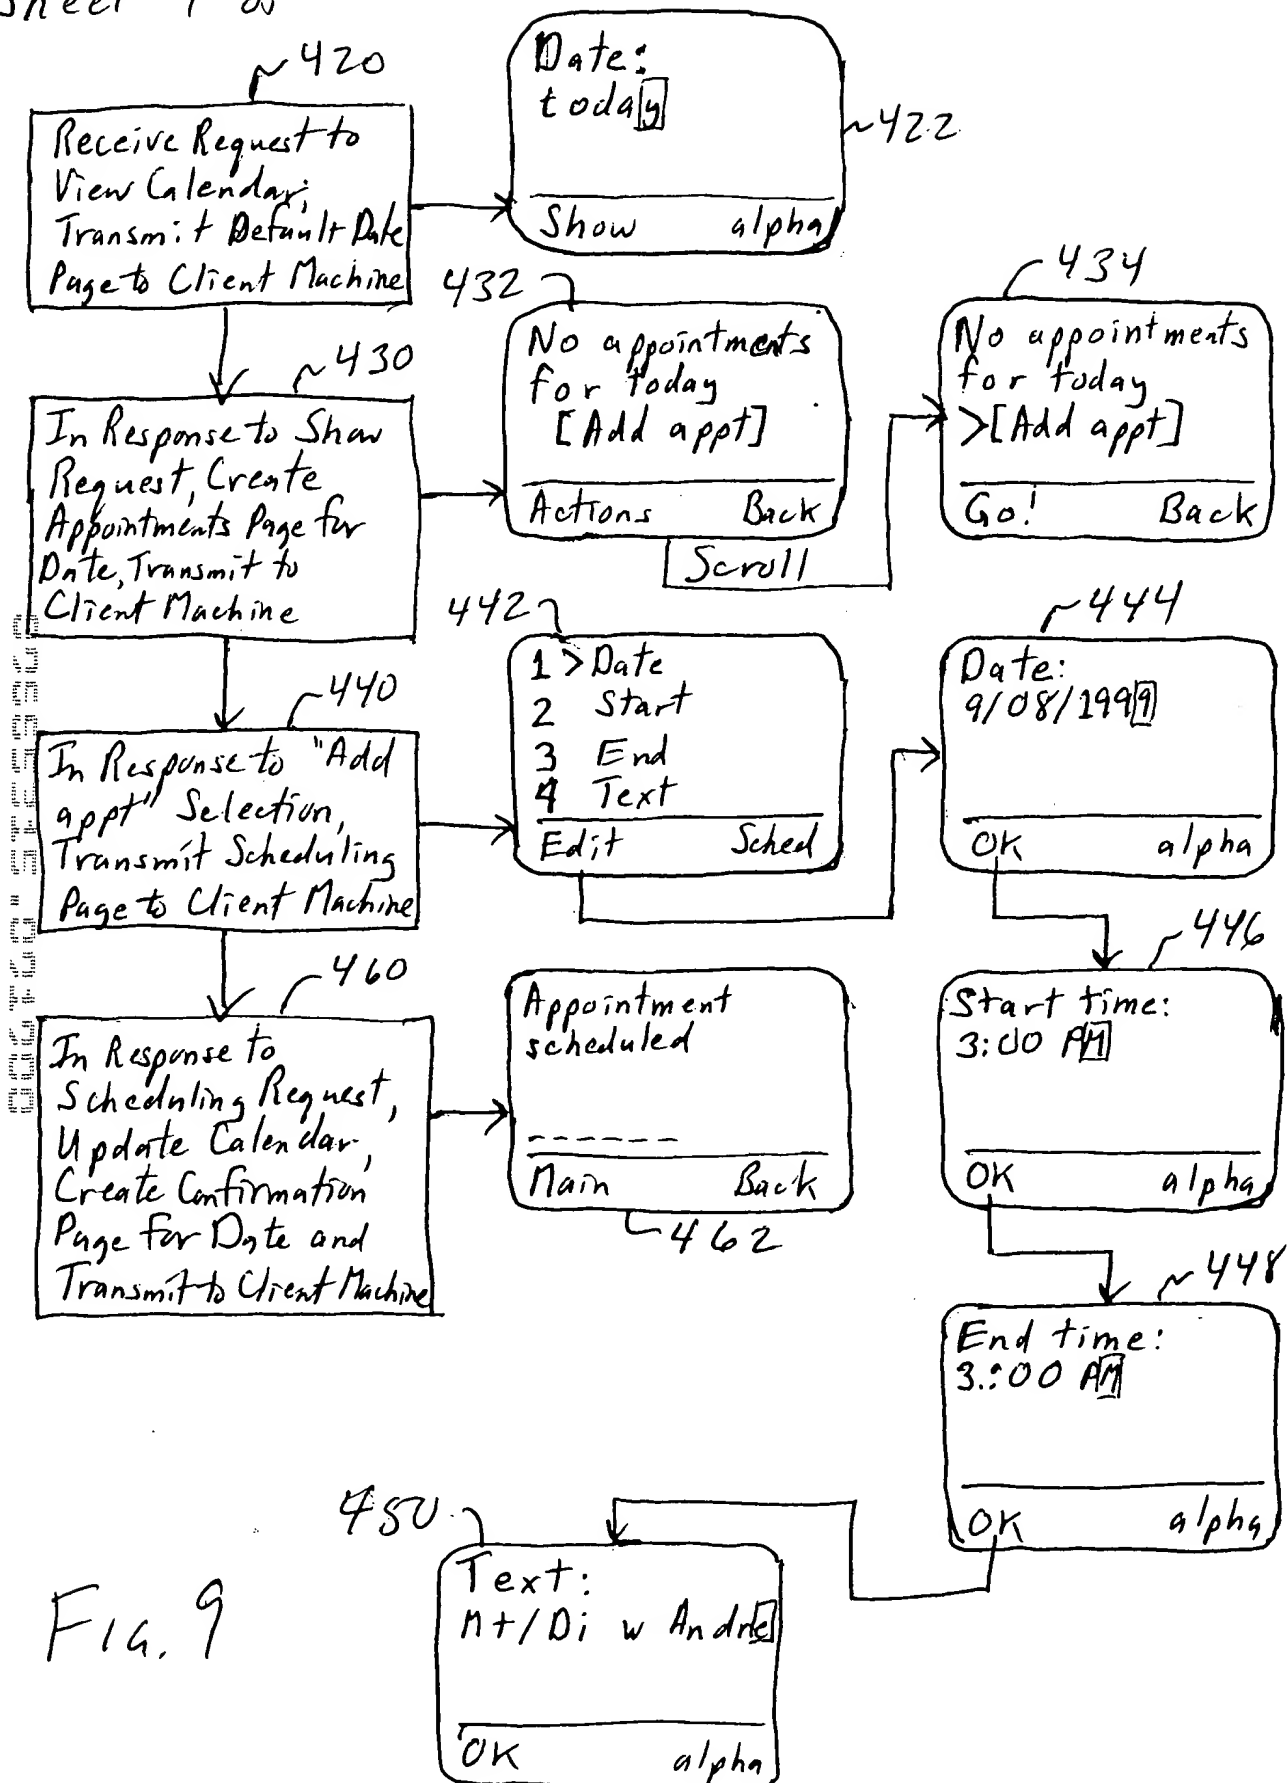 Sheet 9
420
Receive Request to
View Calendar;
Transmit Default Date
Page to Client Machine
Date:
today
Show alpha
422
430
In Response to Show
Request, Create
Appointments Page for
Date, Transmit to
Client Machine
432
No appointments
for today
[Add appt]
Actions Back
Scroll
434
No appointments
for today
>[Add appt]
Go! Back
440
In Response to "Add
appt" Selection,
Transmit Scheduling
Page to Client Machine
442
1 >Date
2 Start
3 End
4 Text
Edit Sched
444
Date:
9/08/1999
OK alpha
446
Start time:
3:00 PM
OK alpha
448
End time:
3:00 AM
OK alpha
450
Text:
Mt/Di w Andre
OK alpha
460
In Response to
Scheduling Request,
Update Calendar,
Create Confirmation
Page for Date and
Transmit to Client Machine
Appointment
scheduled
------
Main Back
462
Fig. 9